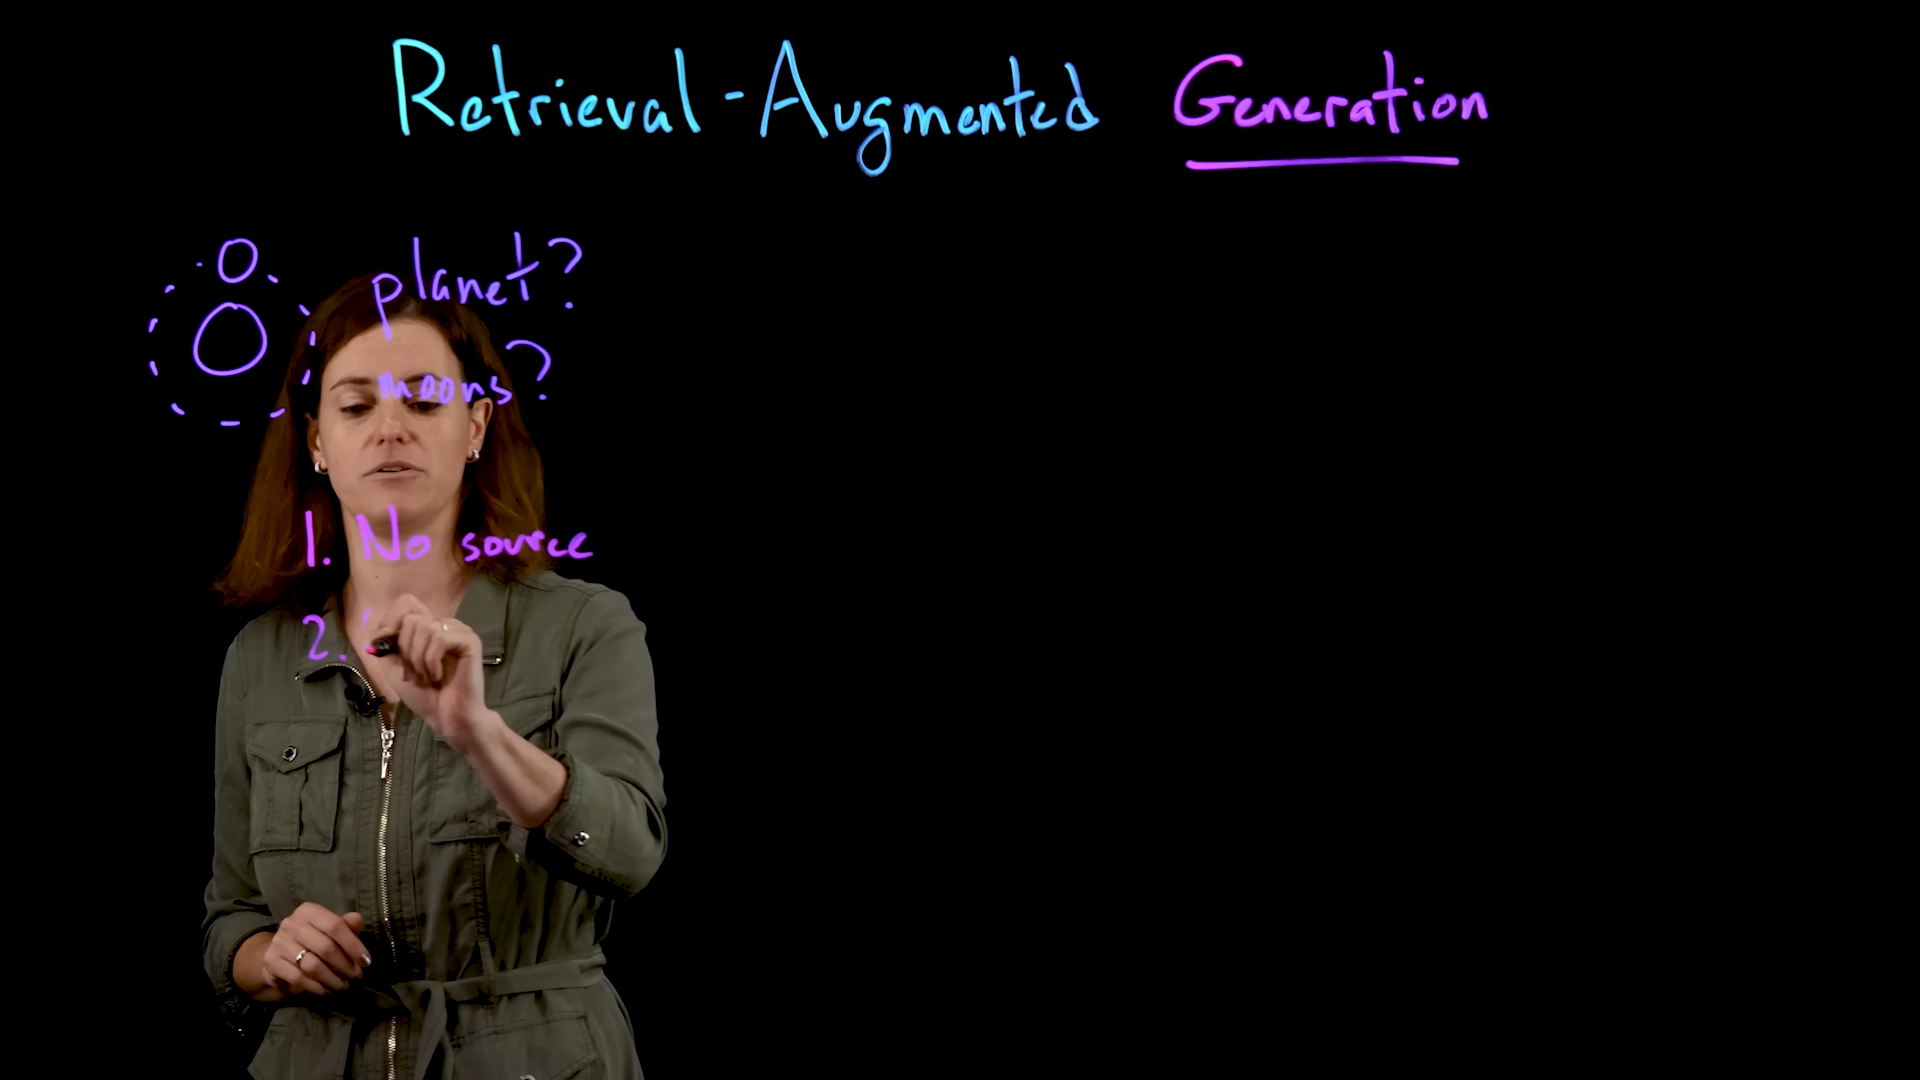 Retrieval-Augmented Generation
planet?
moons?
1. No source
2.